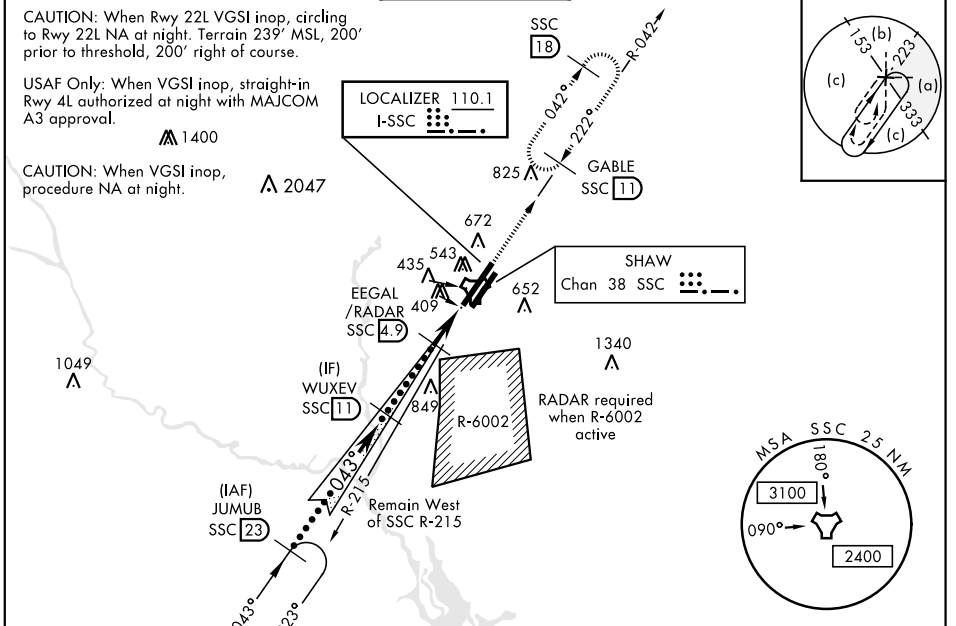 CAUTION: When Rwy 22L VGSI inop, circling
to Rwy 22L NA at night. Terrain 239' MSL, 200'
prior to threshold, 200' right of course.
USAF Only: When VGSI inop, straight-in
Rwy 4L authorized at night with MAJCOM
A3 approval.
1400
CAUTION: When VGSI inop,
procedure NA at night.
2047
LOCALIZER 110.1
I-SSC
SSC
18
R-042
042°
222°
825
GABLE
SSC 11
(b)
153
223
(c)
(a)
333
(c)
672
543
435
409
EEGAL
/RADAR
SSC 4.9
SHAW
Chan 38 SSC
652
1340
1049
(IF)
WUXEV
SSC 11
849
R-6002
RADAR required
when R-6002
active
043°
R-215
Remain West
of SSC R-215
(IAF)
JUMUB
SSC 23
043°
223°
MSA SSC 25 NM
180°
3100
090°
2400